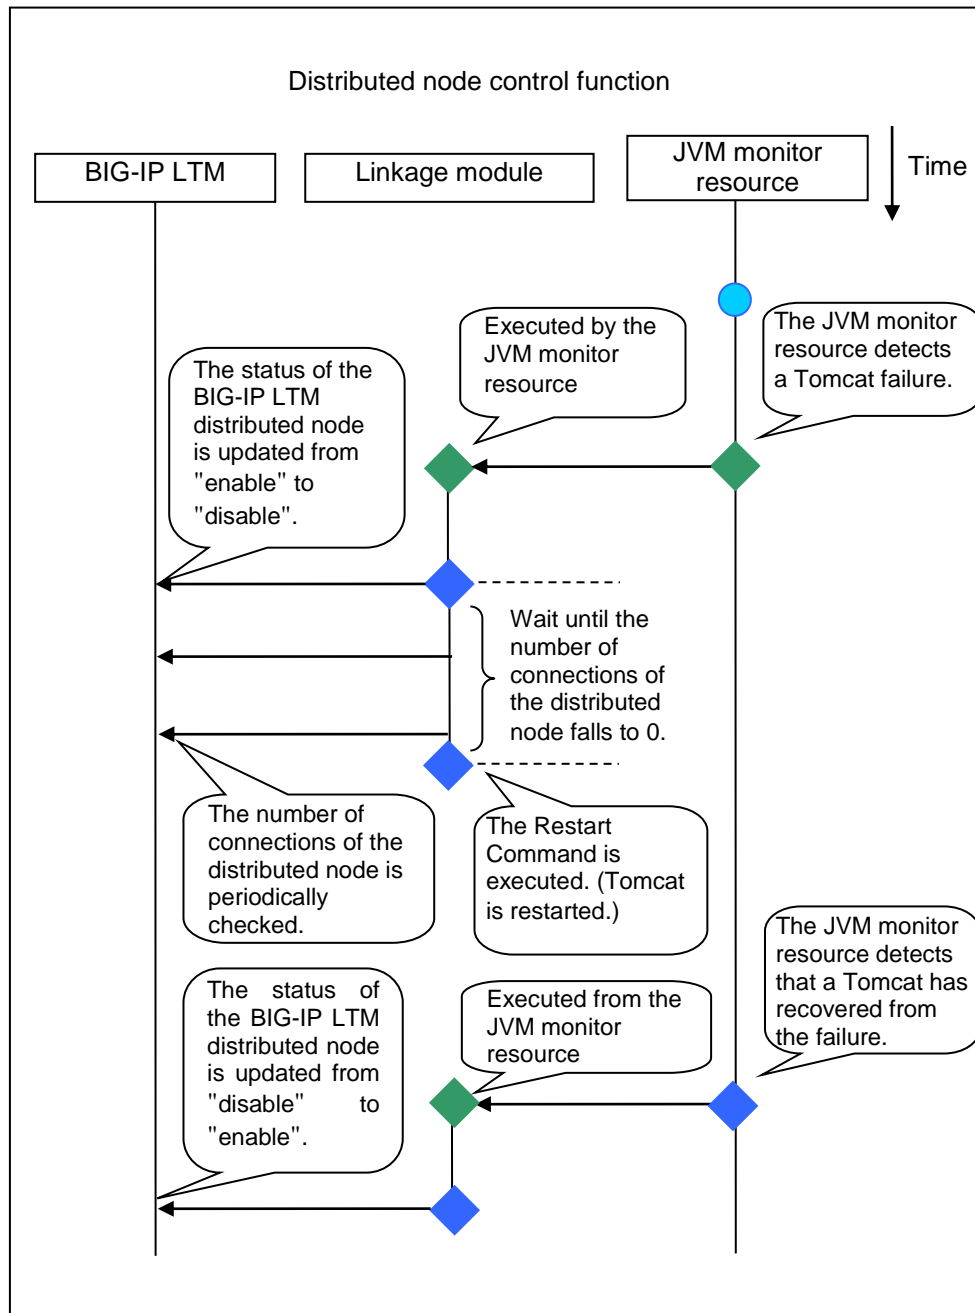 Distributed node control function
BIG-IP LTM
Linkage module
JVM monitor
resource
Time
Executed by the
JVM monitor
resource
The JVM monitor
resource detects
a Tomcat failure.
The status of the
BIG-IP LTM
distributed node
is updated from
"enable" to
"disable".
Wait until the
number of
connections of
the distributed
node falls to 0.
The number of
connections of the
distributed node is
periodically
checked.
The Restart
Command is
executed. (Tomcat
is restarted.)
The JVM monitor
resource detects
that a Tomcat has
recovered from
the failure.
The status of
the BIG-IP LTM
distributed node
is updated from
"disable" to
"enable".
Executed from the
JVM monitor
resource